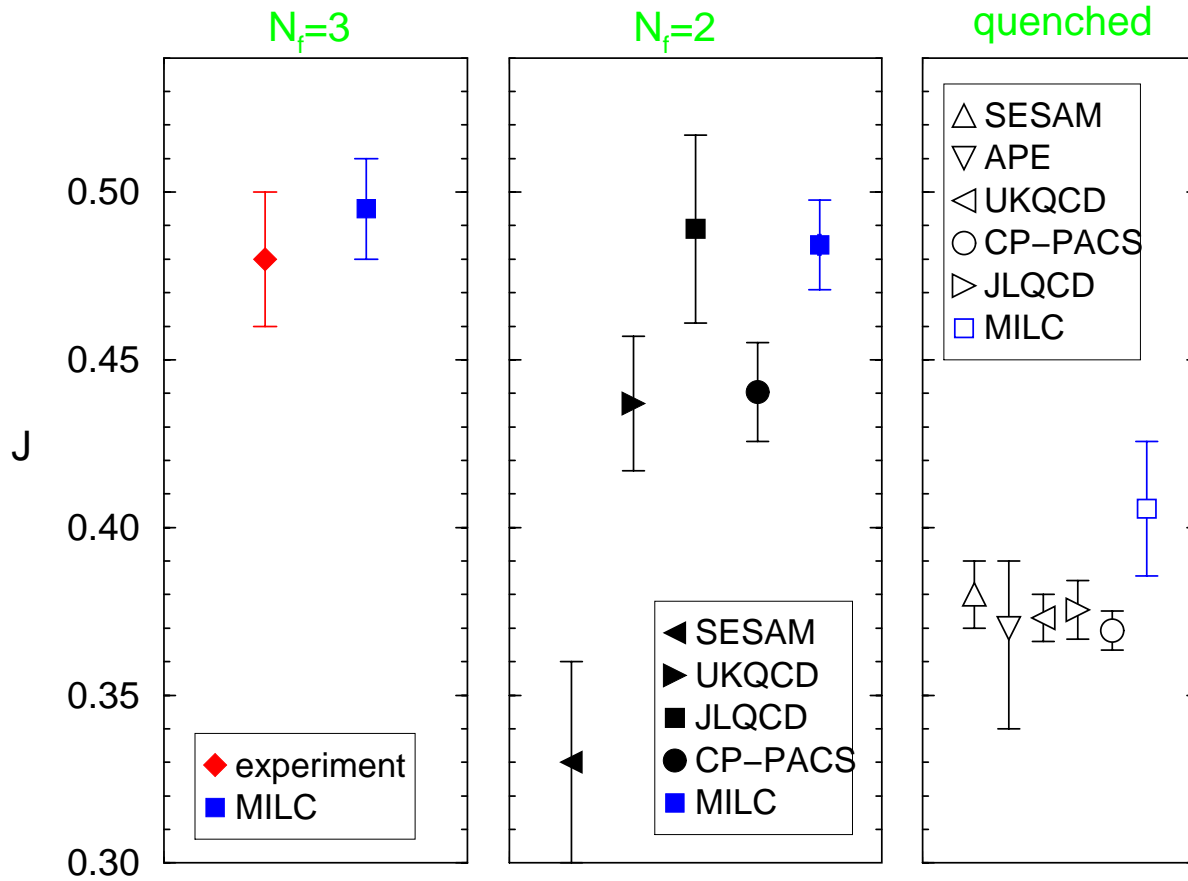 N_f=3
N_f=2
quenched
J
0.50
0.45
0.40
0.35
0.30
experiment
MILC
SESAM
UKQCD
JLQCD
CP−PACS
MILC
SESAM
APE
UKQCD
CP−PACS
JLQCD
MILC